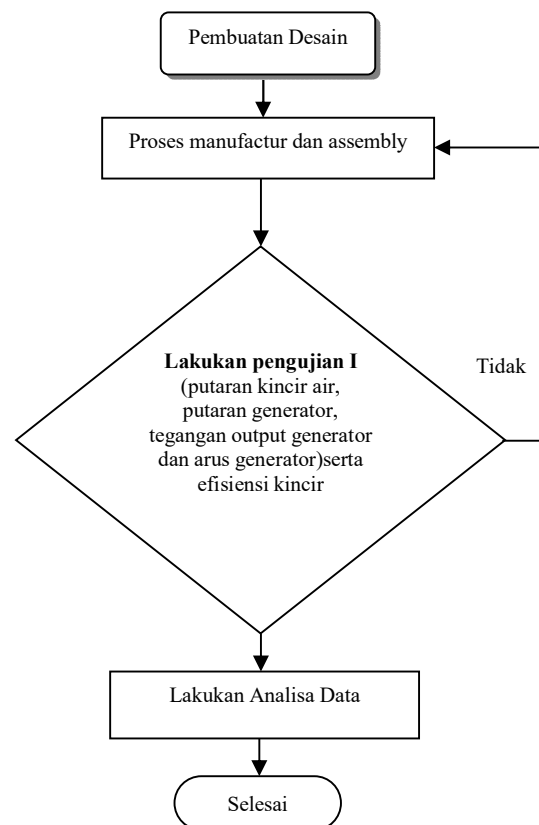 Pembuatan Desain
Proses manufactur dan assembly
Lakukan pengujian I
(putaran kincir air,
putaran generator,
tegangan output generator
dan arus generator)serta
efisiensi kincir
Tidak
Lakukan Analisa Data
Selesai